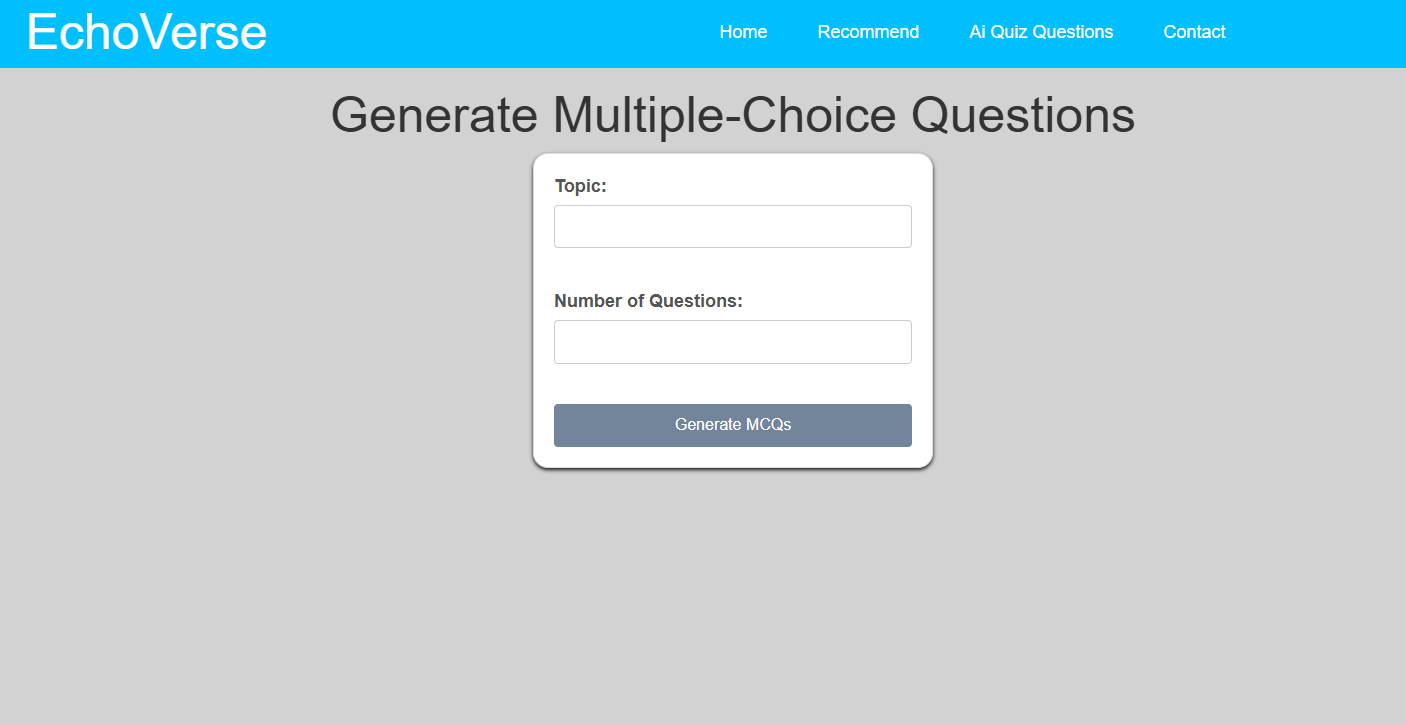 EchoVerse
Home Recommend Ai Quiz Questions Contact
Generate Multiple-Choice Questions
Topic:
Number of Questions:
Generate MCQs